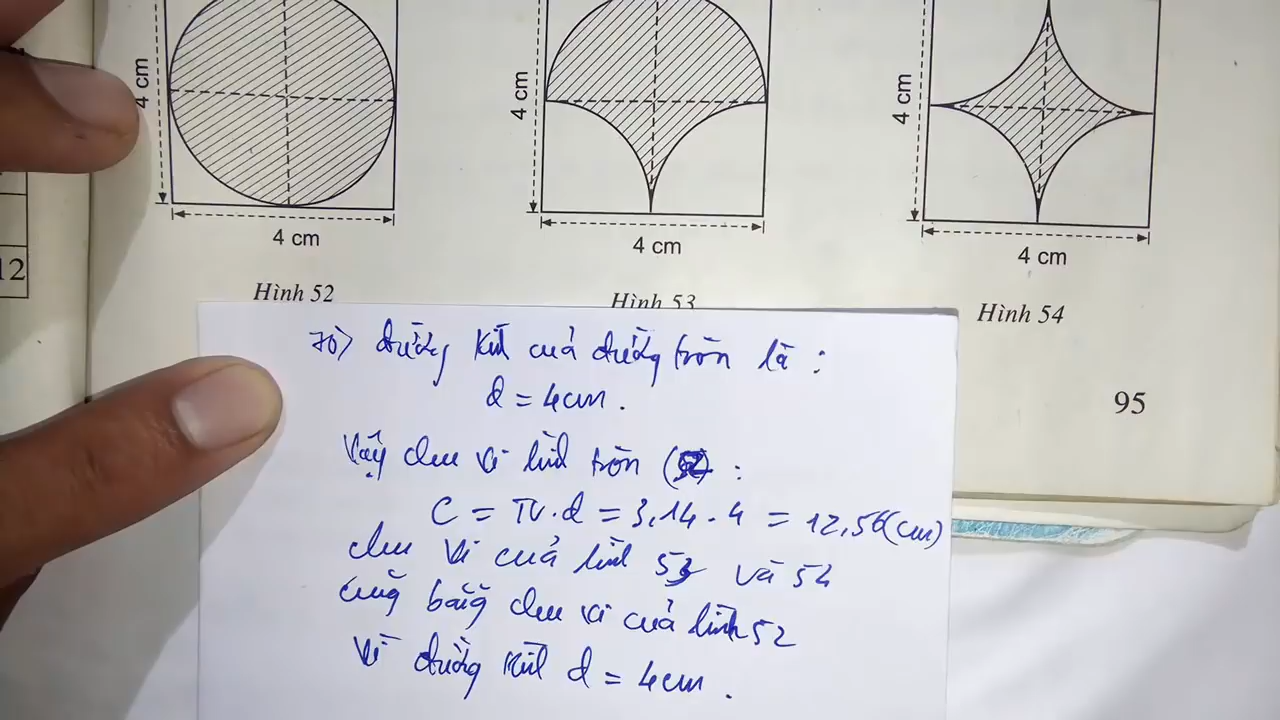 4 cm
4 cm
4 cm
4 cm
4 cm
4 cm
12
Hình 52
Hình 53
Hình 54
95
70) đường kính của đường tròn là :
d = 4cm .
Vậy chu vi hình tròn (52) :
C = π . d = 3,14 . 4 = 12,56 (cm)
chu vi của hình 53 và 54
cũng bằng chu vi của hình 52
vì đường kính d = 4cm .